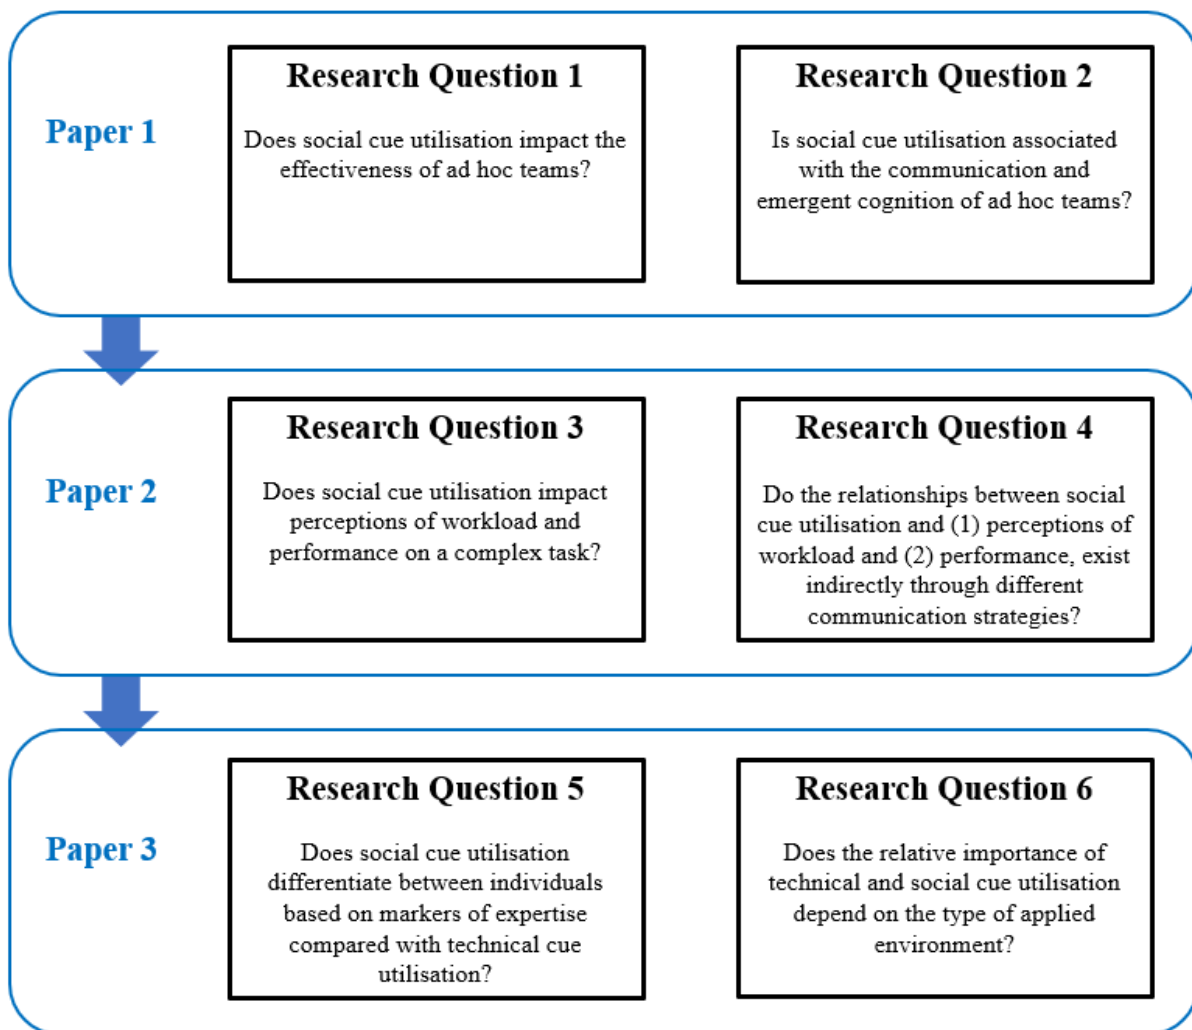 Paper 1
Research Question 1
Does social cue utilisation impact the
effectiveness of ad hoc teams?
Research Question 2
Is social cue utilisation associated
with the communication and
emergent cognition of ad hoc teams?
Paper 2
Research Question 3
Does social cue utilisation impact
perceptions of workload and
performance on a complex task?
Research Question 4
Do the relationships between social
cue utilisation and (1) perceptions of
workload and (2) performance, exist
indirectly through different
communication strategies?
Paper 3
Research Question 5
Does social cue utilisation
differentiate between individuals
based on markers of expertise
compared with technical cue
utilisation?
Research Question 6
Does the relative importance of
technical and social cue utilisation
depend on the type of applied
environment?